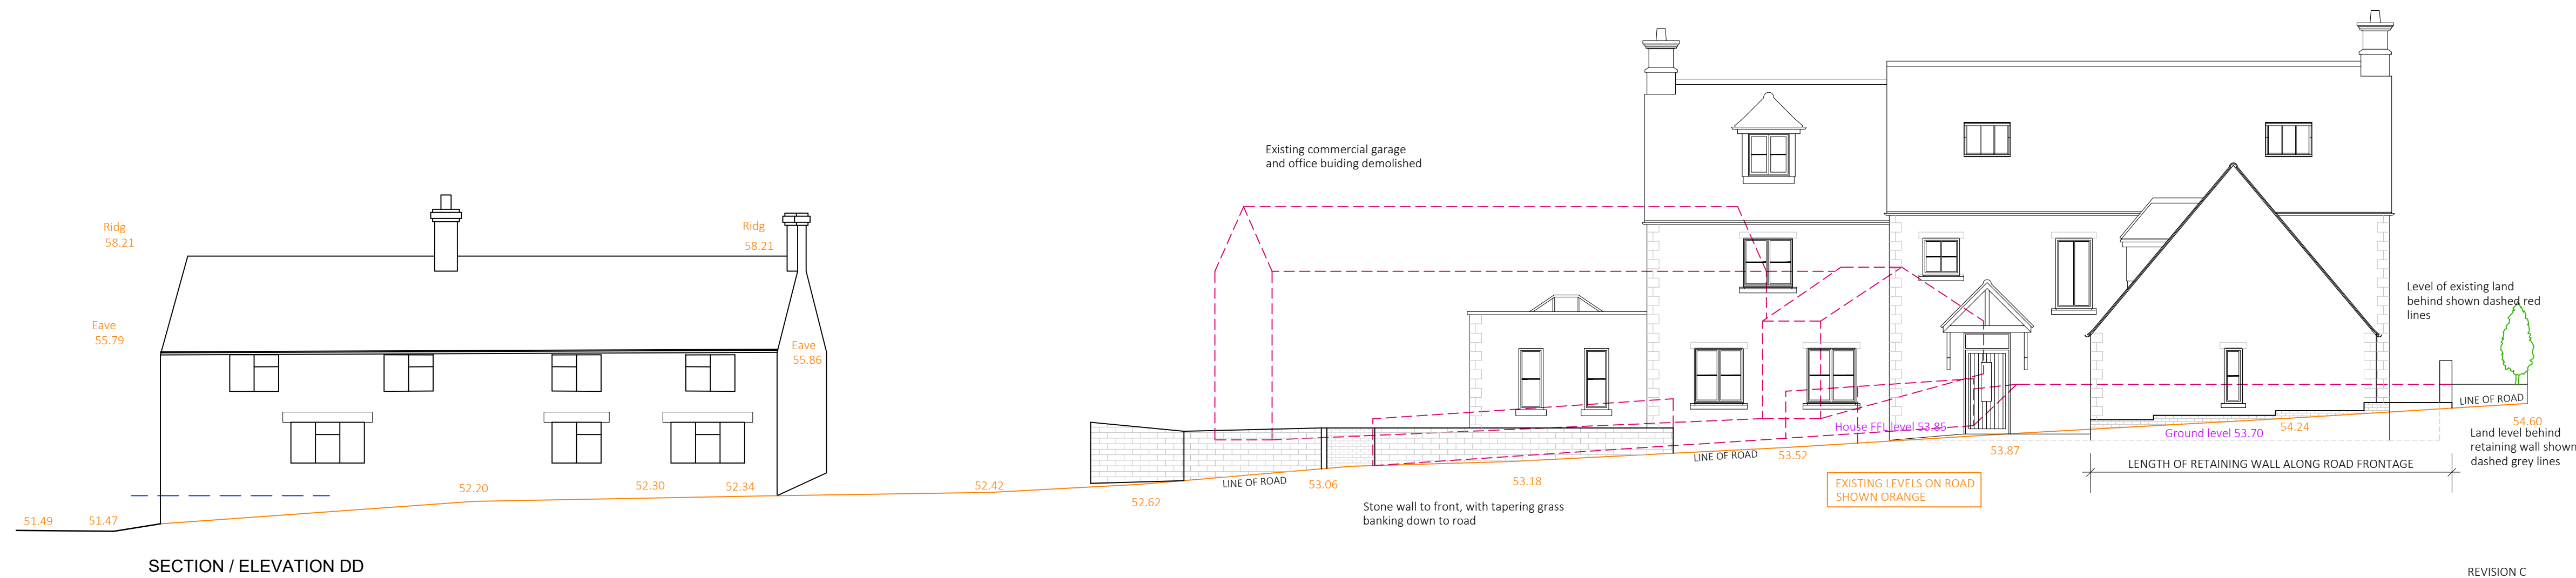 Existing commercial garage
and office buiding demolished
Ridg
58.21
Ridg
58.21
Eave
55.79
Eave
55.86
Level of existing land
behind shown dashed red
lines
LINE OF ROAD
54.60
House FFL level 53.85
Ground level 53.70
54.24
Land level behind
retaining wall shown
dashed grey lines
53.87
53.52
LINE OF ROAD
LENGTH OF RETAINING WALL ALONG ROAD FRONTAGE
EXISTING LEVELS ON ROAD
SHOWN ORANGE
53.18
53.06
LINE OF ROAD
52.62
52.42
52.34
52.30
52.20
51.47
51.49
Stone wall to front, with tapering grass
banking down to road
SECTION / ELEVATION DD
REVISION C